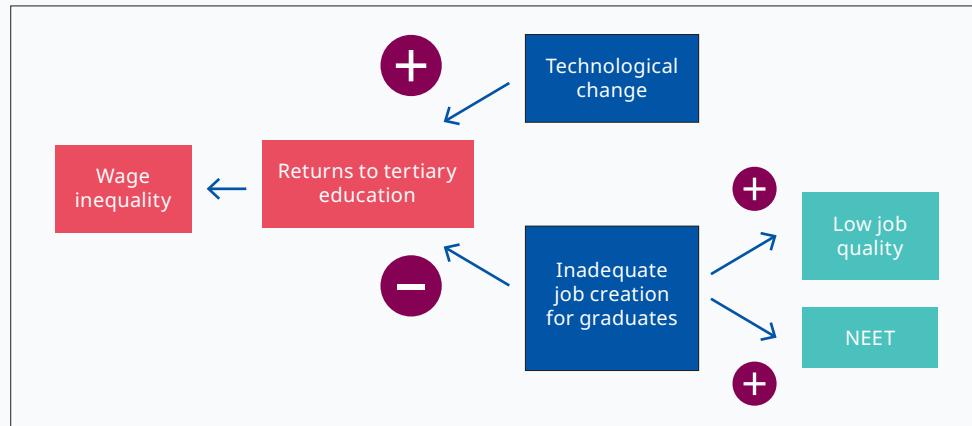 Technological
change
Wage
inequality
Returns to tertiary
education
Inadequate
job creation
for graduates
Low job
quality
NEET